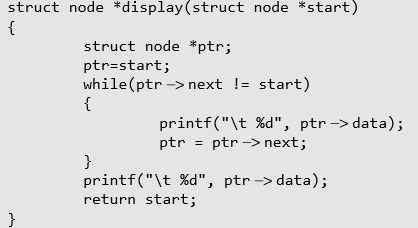 struct node *display(struct node *start)
{
struct node *ptr;
ptr=start;
while(ptr —> next != start)
{
printf("\t %d", ptr —> data);
ptr = ptr —> next;
}
printf("\t %d", ptr —> data);
return start;
}